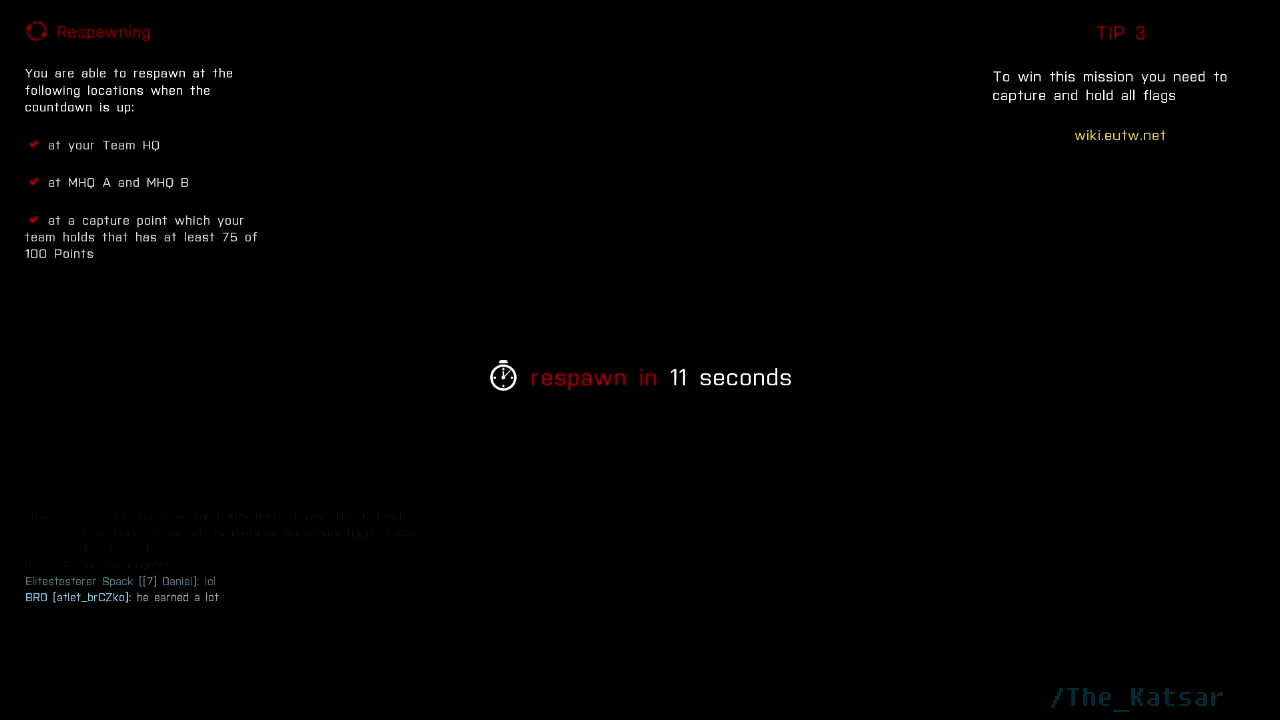 Respawning
You are able to respawn at the
following locations when the
countdown is up:
at your Team HQ
at MHQ A and MHQ B
at a capture point which your
team holds that has at least 75 of
100 Points
TIP 3
To win this mission you need to
capture and hold all flags
wiki.eutw.net
respawn in 11 seconds
Elitestesterer Spack [[7] Daniel]: lol
BRO [atlet_brCZko]: he earned a lot
/The_Katsar